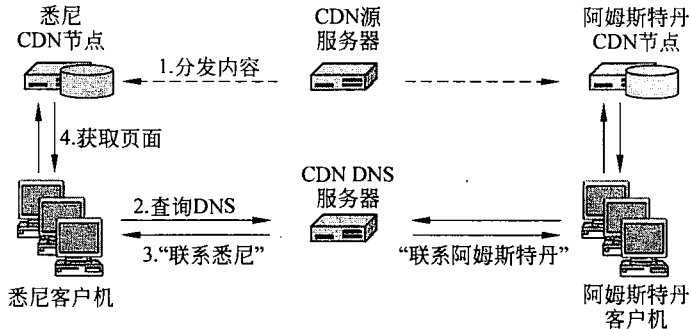 悉尼
CDN节点
CDN源
服务器
阿姆斯特丹
CDN节点
1.分发内容
4.获取页面
CDN DNS
服务器
2.查询DNS
3.“联系悉尼”
“联系阿姆斯特丹”
悉尼客户机
阿姆斯特丹
客户机